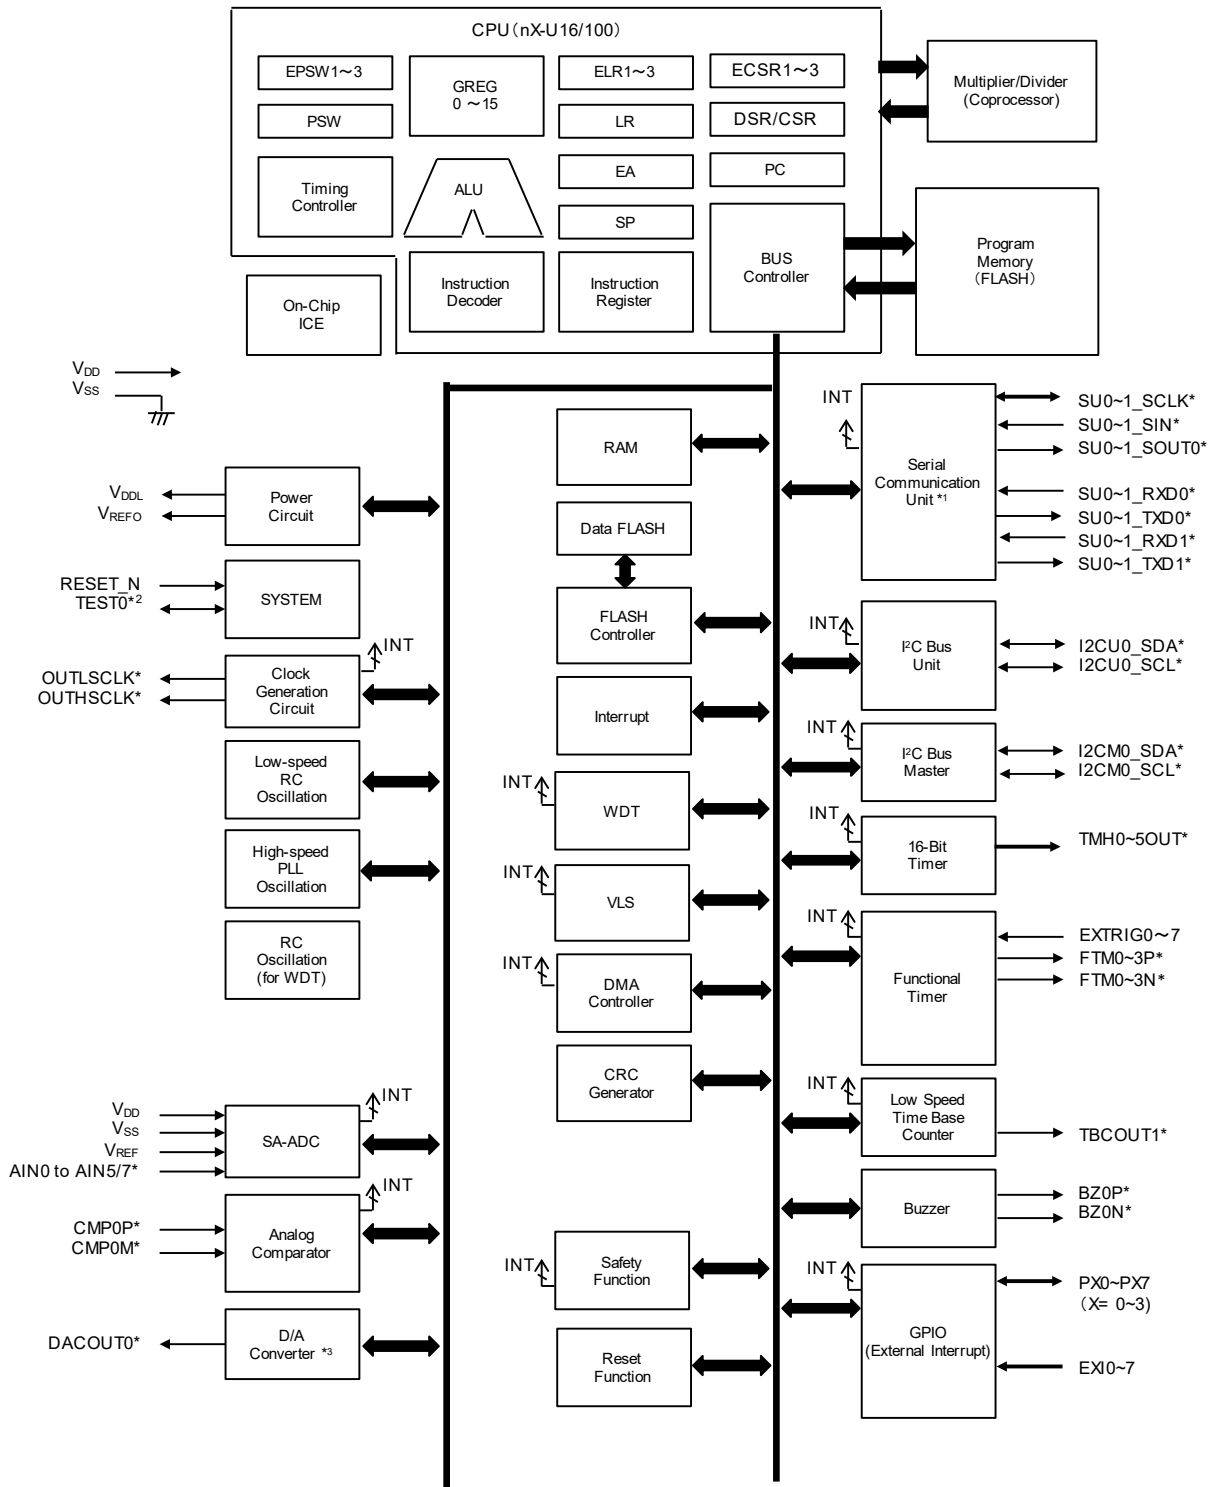 CPU（nX-U16/100）
EPSW1～3
GREG
0 ～15
ELR1～3
ECSR1～3
Multiplier/Divider
(Coprocessor)
PSW
LR
DSR/CSR
Timing
Controller
ALU
EA
PC
SP
BUS
Controller
Program
Memory
（FLASH）
On-Chip
ICE
Instruction
Decoder
Instruction
Register
VDD
VSS
Power
Circuit
VDDL
VREFO
RESET_N
TEST0*2
SYSTEM
INT
OUTLSCLK*
OUTHSCLK*
Clock
Generation
Circuit
Low-speed
RC
Oscillation
High-speed
PLL
Oscillation
RC
Oscillation
(for WDT)
VDD
VSS
VREF
AIN0 to AIN5/7*
SA-ADC
INT
CMP0P*
CMP0M*
Analog
Comparator
INT
DACOUT0*
D/A
Converter *3
RAM
Data FLASH
FLASH
Controller
Interrupt
INT
WDT
INT
VLS
INT
DMA
Controller
CRC
Generator
INT
Safety
Function
Reset
Function
INT
Serial
Communication
Unit *1
SU0~1_SCLK*
SU0~1_SIN*
SU0~1_SOUT0*
SU0~1_RXD0*
SU0~1_TXD0*
SU0~1_RXD1*
SU0~1_TXD1*
INT
I2C Bus
Unit
I2CU0_SDA*
I2CU0_SCL*
INT
I2C Bus
Master
I2CM0_SDA*
I2CM0_SCL*
INT
16-Bit
Timer
TMH0~5OUT*
INT
Functional
Timer
EXTRIG0～7
FTM0~3P*
FTM0~3N*
INT
Low Speed
Time Base
Counter
TBCOUT1*
Buzzer
BZ0P*
BZ0N*
INT
GPIO
(External Interrupt)
PX0~PX7
（X= 0~3)
EXI0~7